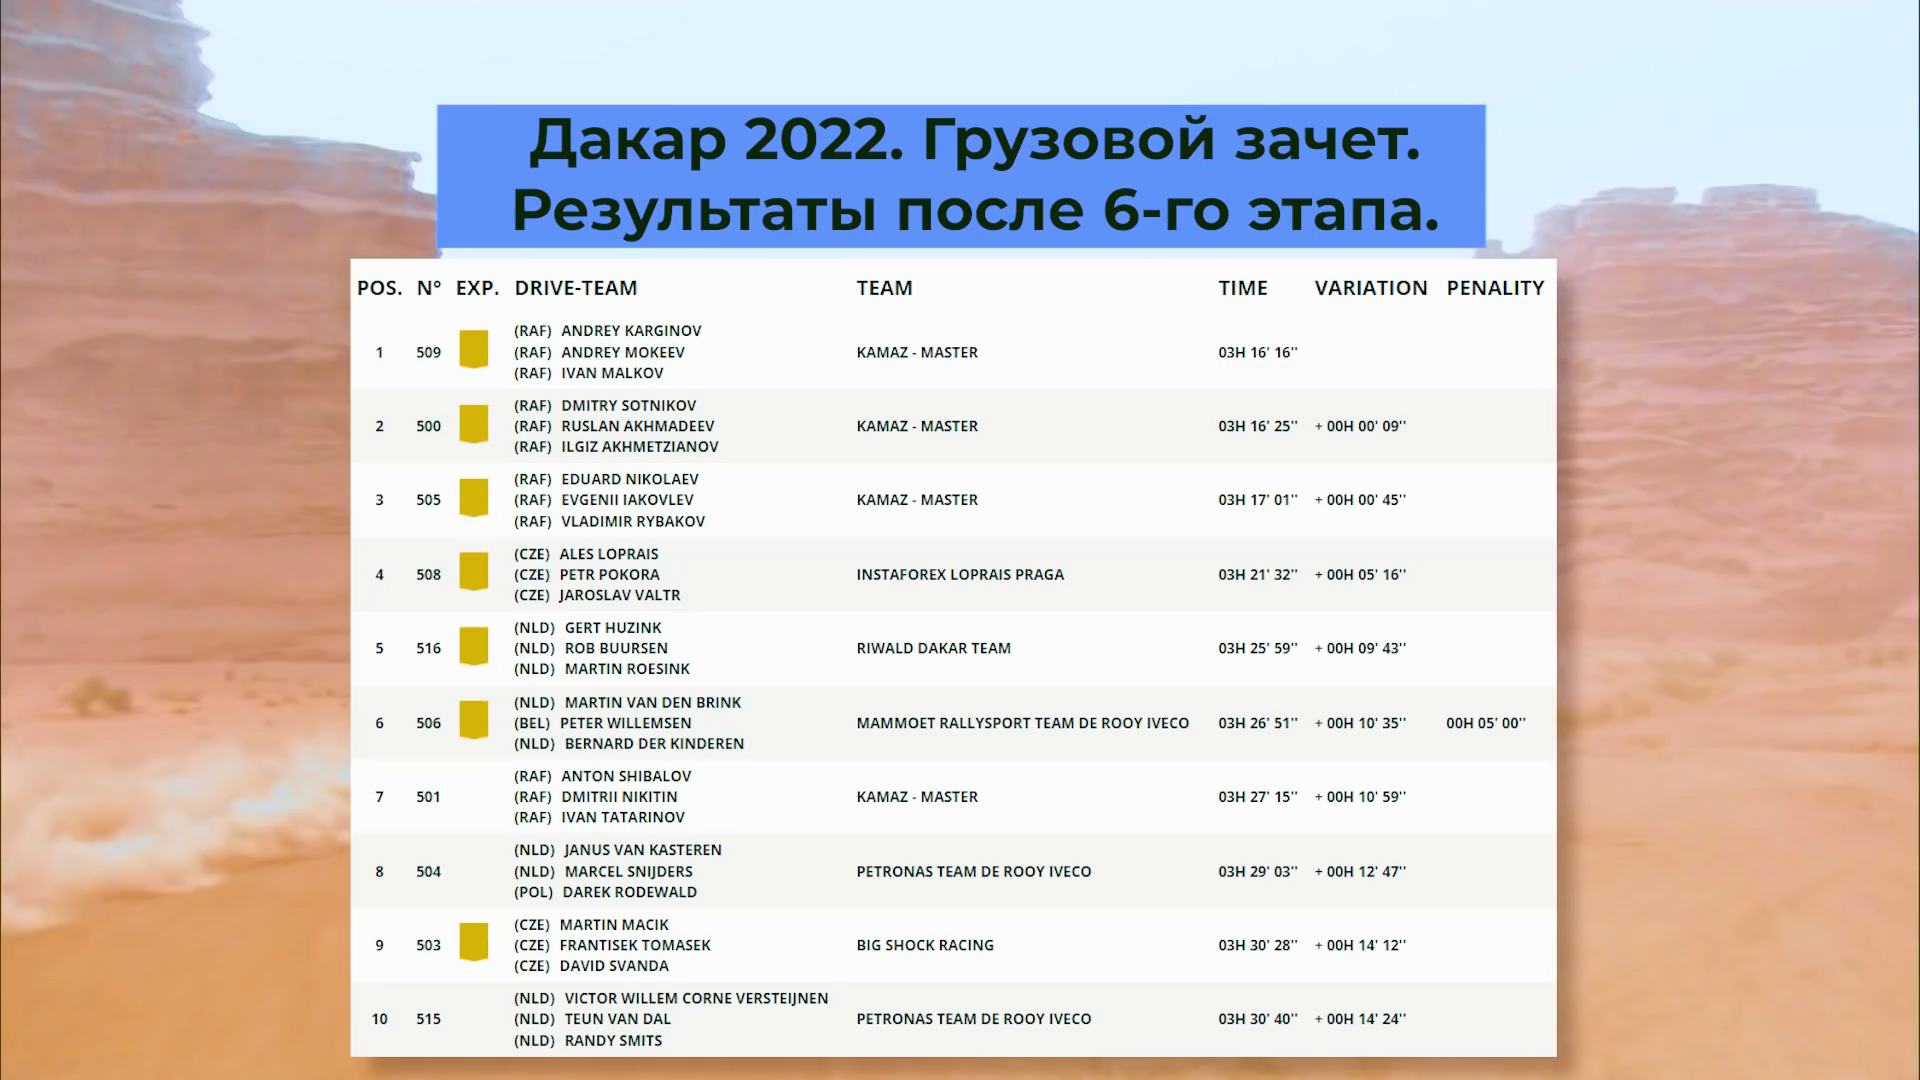 Дакар 2022. Грузовой зачет.
Результаты после 6-го этапа.
POS. N° EXP. DRIVE-TEAM TEAM TIME VARIATION PENALITY
(RAF) ANDREY KARGINOV
1 509 (RAF) ANDREY MOKEEV KAMAZ - MASTER 03H 16' 16''
(RAF) IVAN MALKOV
(RAF) DMITRY SOTNIKOV
2 500 (RAF) RUSLAN AKHMADEEV KAMAZ - MASTER 03H 16' 25'' + 00H 00' 09''
(RAF) ILGIZ AKHMETZIANOV
(RAF) EDUARD NIKOLAEV
3 505 (RAF) EVGENII IAKOVLEV KAMAZ - MASTER 03H 17' 01'' + 00H 00' 45''
(RAF) VLADIMIR RYBAKOV
(CZE) ALES LOPRAIS
4 508 (CZE) PETR POKORA INSTAFOREX LOPRAIS PRAGA 03H 21' 32'' + 00H 05' 16''
(CZE) JAROSLAV VALTR
(NLD) GERT HUZINK
5 516 (NLD) ROB BUURSEN RIWALD DAKAR TEAM 03H 25' 59'' + 00H 09' 43''
(NLD) MARTIN ROESINK
(NLD) MARTIN VAN DEN BRINK
6 506 (BEL) PETER WILLEMSEN MAMMOET RALLYSPORT TEAM DE ROOY IVECO 03H 26' 51'' + 00H 10' 35'' 00H 05' 00''
(NLD) BERNARD DER KINDEREN
(RAF) ANTON SHIBALOV
7 501 (RAF) DMITRII NIKITIN KAMAZ - MASTER 03H 27' 15'' + 00H 10' 59''
(RAF) IVAN TATARINOV
(NLD) JANUS VAN KASTEREN
8 504 (NLD) MARCEL SNIJDERS PETRONAS TEAM DE ROOY IVECO 03H 29' 03'' + 00H 12' 47''
(POL) DAREK RODEWALD
(CZE) MARTIN MACIK
9 503 (CZE) FRANTISEK TOMASEK BIG SHOCK RACING 03H 30' 28'' + 00H 14' 12''
(CZE) DAVID SVANDA
(NLD) VICTOR WILLEM CORNE VERSTEIJNEN
10 515 (NLD) TEUN VAN DAL PETRONAS TEAM DE ROOY IVECO 03H 30' 40'' + 00H 14' 24''
(NLD) RANDY SMITS